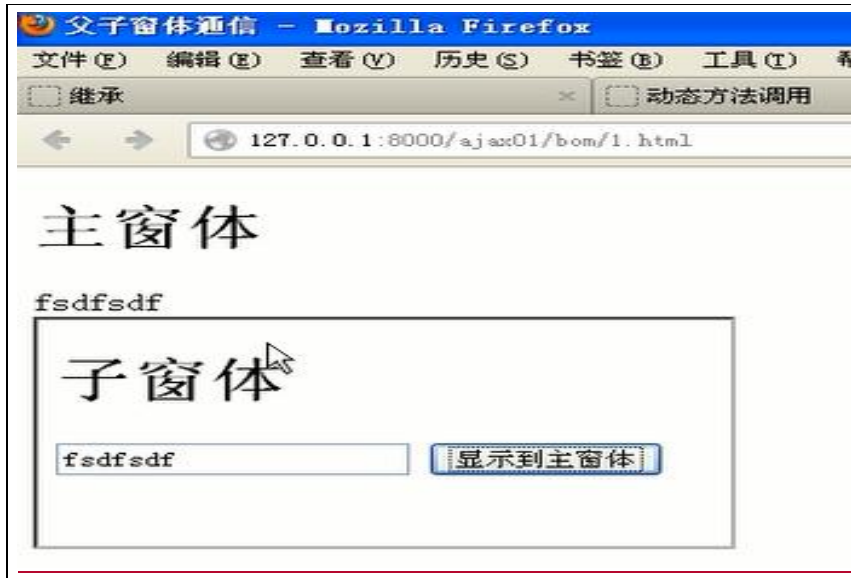 父子窗体通信 - Mozilla Firefox
文件(F) 编辑(E) 查看(V) 历史(S) 书签(B) 工具(T)
继承 × 动态方法调用
127.0.0.1:8000/ajax01/bom/1.html
主窗体
fsdfsdf
子窗体
fsdfsdf 显示到主窗体